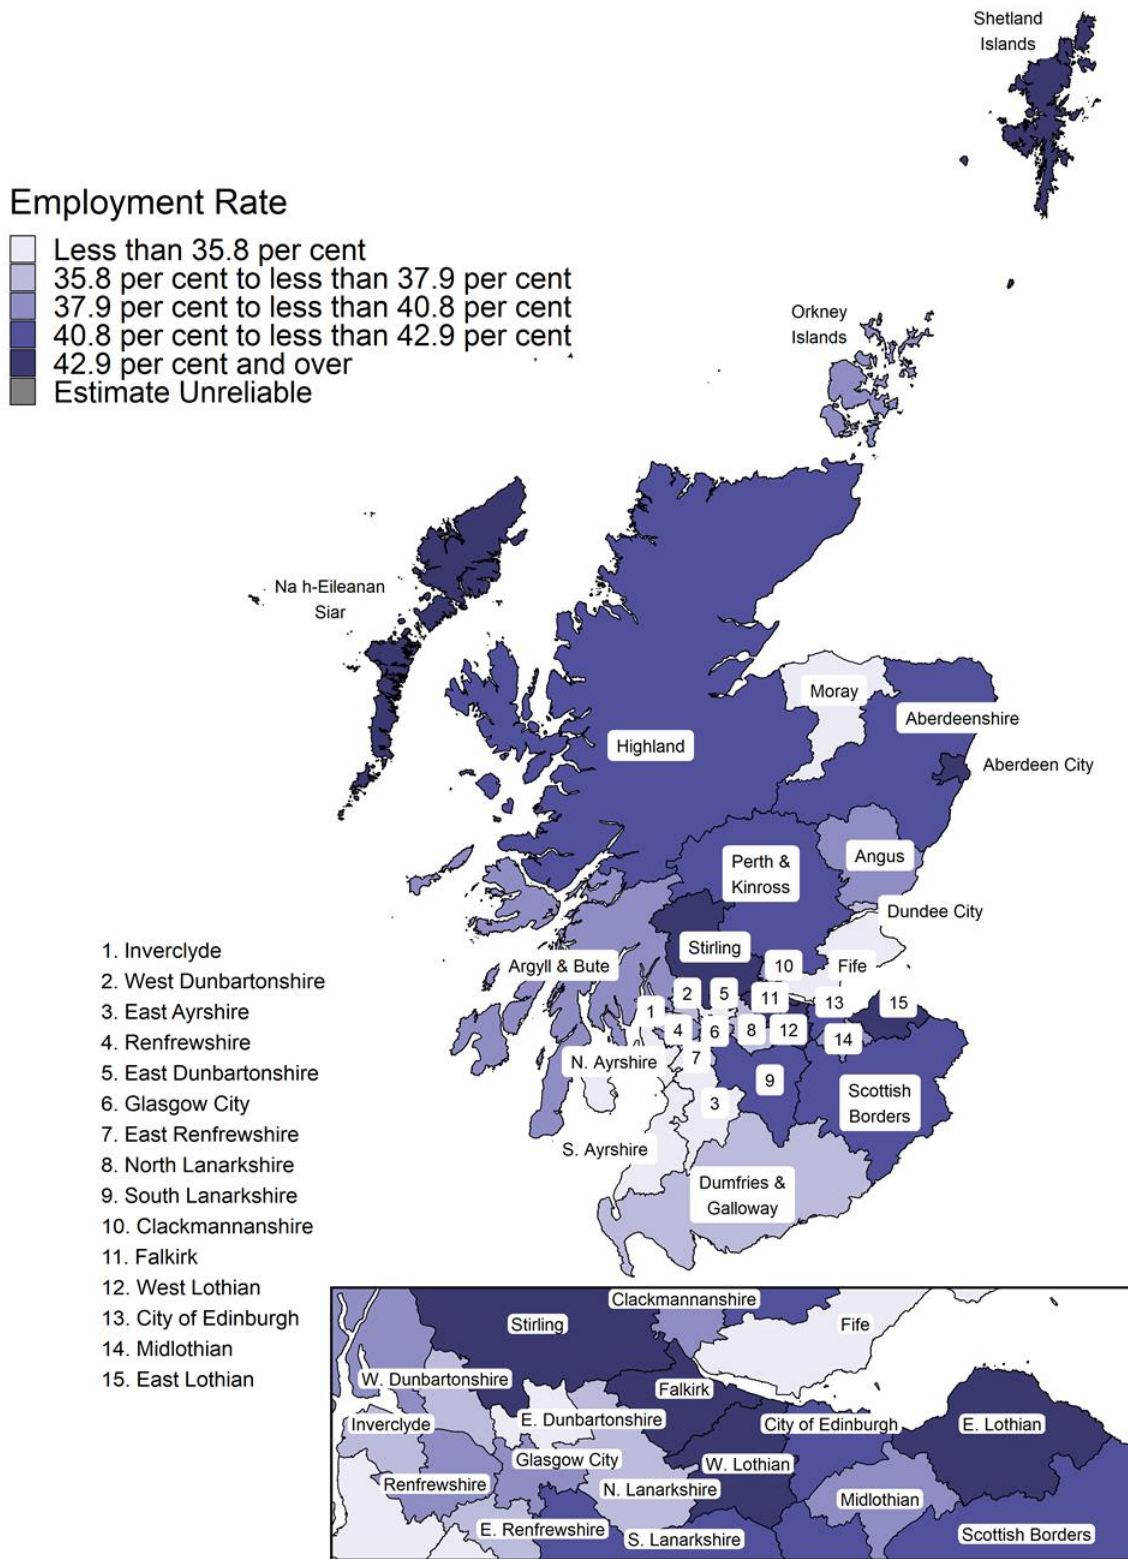 Shetland
Islands
Employment Rate
Less than 35.8 per cent
35.8 per cent to less than 37.9 per cent
37.9 per cent to less than 40.8 per cent
40.8 per cent to less than 42.9 per cent
42.9 per cent and over
Estimate Unreliable
Orkney
Islands
Na h-Eileanan
Siar
Moray
Aberdeenshire
Highland
Aberdeen City
Perth &
Kinross
Angus
Dundee City
Stirling
Argyll & Bute
10
Fife
2
5
11
13
15
1
4
6
8
12
14
N. Ayrshire
7
9
3
Scottish
Borders
S. Ayrshire
Dumfries &
Galloway
1. Inverclyde
2. West Dunbartonshire
3. East Ayrshire
4. Renfrewshire
5. East Dunbartonshire
6. Glasgow City
7. East Renfrewshire
8. North Lanarkshire
9. South Lanarkshire
10. Clackmannanshire
11. Falkirk
12. West Lothian
13. City of Edinburgh
14. Midlothian
15. East Lothian
Clackmannanshire
Stirling
Fife
W. Dunbartonshire
Falkirk
Inverclyde
E. Dunbartonshire
City of Edinburgh
E. Lothian
Glasgow City
W. Lothian
Renfrewshire
N. Lanarkshire
Midlothian
E. Renfrewshire
S. Lanarkshire
Scottish Borders